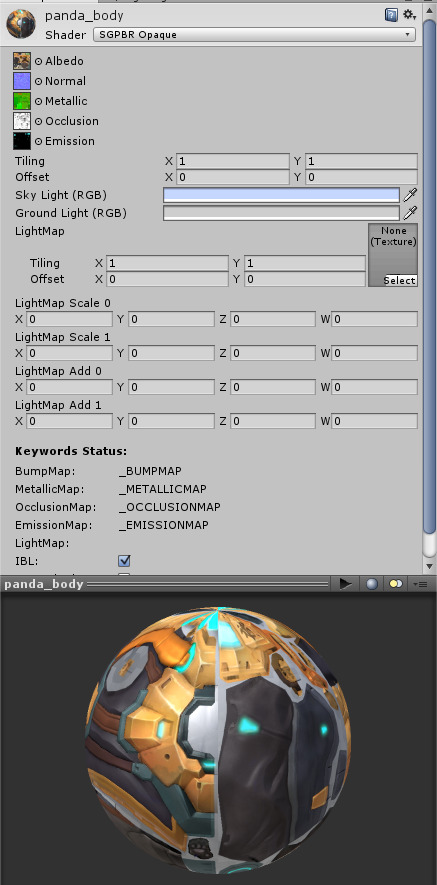 panda_body
Shader SGPBR Opaque
Albedo
Normal
Metallic
Occlusion
Emission
Tiling X 1 Y 1
Offset X 0 Y 0
Sky Light (RGB)
Ground Light (RGB)
LightMap
None
(Texture)
Tiling X 1 Y 1
Offset X 0 Y 0
Select
LightMap Scale 0
X 0 Y 0 Z 0 W 0
LightMap Scale 1
X 0 Y 0 Z 0 W 0
LightMap Add 0
X 0 Y 0 Z 0 W 0
LightMap Add 1
X 0 Y 0 Z 0 W 0
Keywords Status:
BumpMap: _BUMPMAP
MetallicMap: _METALLICMAP
OcclusionMap: _OCCLUSIONMAP
EmissionMap: _EMISSIONMAP
LightMap:
IBL:
panda_body